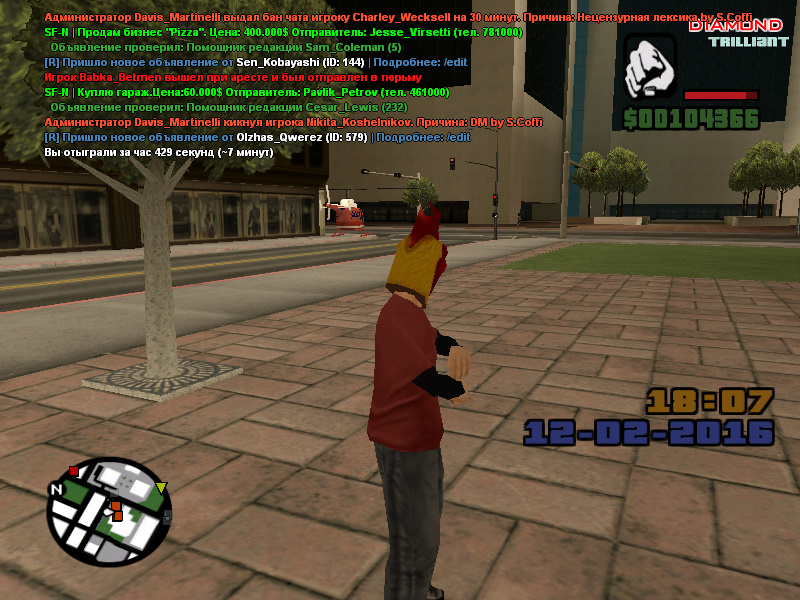 Администратор Davis_Martinelli выдал бан чата игроку Charley_Wecksell на 30 минут. Причина: Нецензурная лексика by S.Coffi
SF-N | Продам бизнес "Pizza". Цена: 400.000$ Отправитель: Jesse_Virsetti (тел. 781000)
Объявление проверил: Помощник редакции Sam_Coleman (5)
[R] Пришло новое объявление от Sen_Kobayashi (ID: 144) | Подробнее: /edit
Игрок Babka_Betmen вышел при аресте и был отправлен в тюрьму
SF-N | Куплю гараж.Цена:60.000$ Отправитель: Pavlik_Petrov (тел. 461000)
Объявление проверил: Помощник редакции Cesar_Lewis (232)
Администратор Davis_Martinelli кикнул игрока Nikita_Koshelnikov. Причина: DM by S.Coffi
[R] Пришло новое объявление от Olzhas_Qwerez (ID: 579) | Подробнее: /edit
Вы отыграли за час 429 секунд (~7 минут)
DIAMOND
TRILLIANT
$00104366
18:07
12-02-2016
N